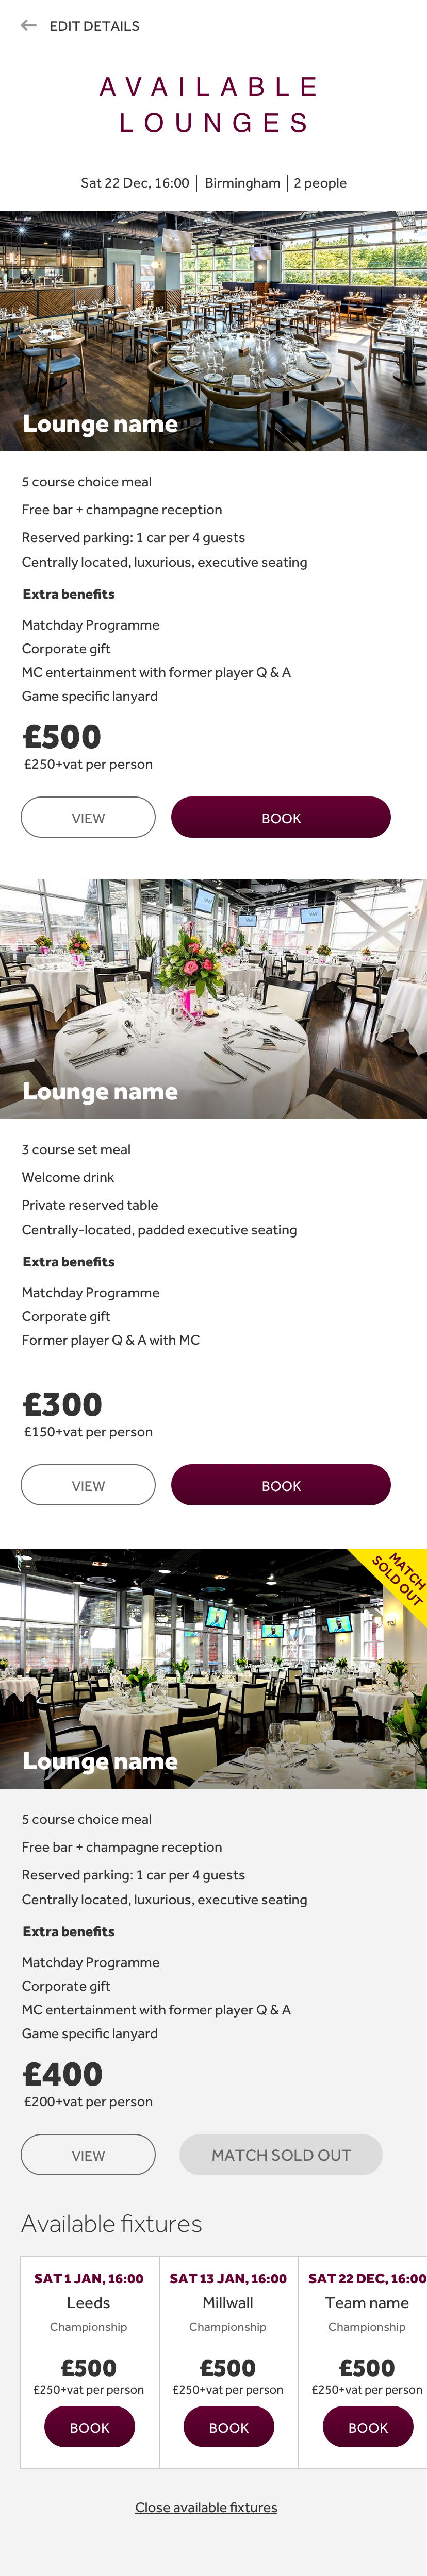 EDIT DETAILS
AVAILABLE
LOUNGES
Sat 22 Dec, 16:00 | Birmingham | 2 people
Lounge name
5 course choice meal
Free bar + champagne reception
Reserved parking: 1 car per 4 guests
Centrally located, luxurious, executive seating
Extra benefits
Matchday Programme
Corporate gift
MC entertainment with former player Q & A
Game specific lanyard
£500
£250+vat per person
VIEW
BOOK
Lounge name
3 course set meal
Welcome drink
Private reserved table
Centrally-located, padded executive seating
Extra benefits
Matchday Programme
Corporate gift
Former player Q & A with MC
£300
£150+vat per person
VIEW
BOOK
MATCH
SOLD OUT
Lounge name
5 course choice meal
Free bar + champagne reception
Reserved parking: 1 car per 4 guests
Centrally located, luxurious, executive seating
Extra benefits
Matchday Programme
Corporate gift
MC entertainment with former player Q & A
Game specific lanyard
£400
£200+vat per person
VIEW
MATCH SOLD OUT
Available fixtures
SAT 1 JAN, 16:00
Leeds
Championship
£500
£250+vat per person
BOOK
SAT 13 JAN, 16:00
Millwall
Championship
£500
£250+vat per person
BOOK
SAT 22 DEC, 16:00
Team name
Championship
£500
£250+vat per person
BOOK
Close available fixtures